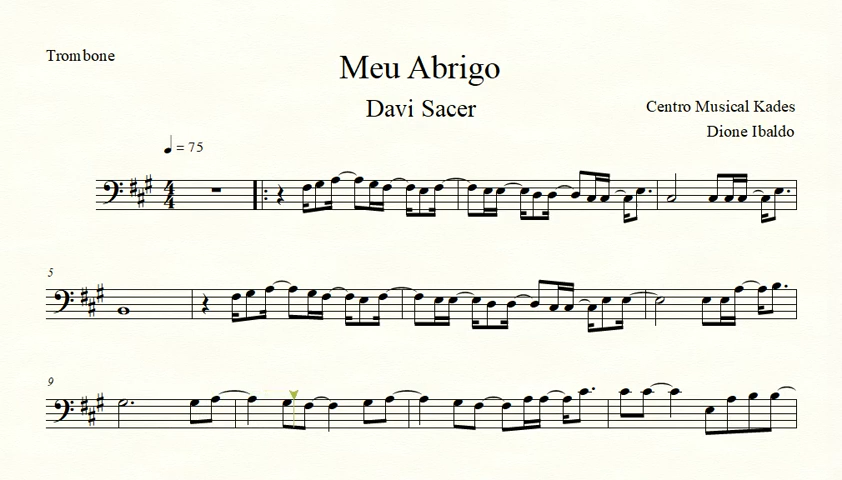 Trombone
Meu Abrigo
Davi Sacer
Centro Musical Kades
Dione Ibaldo
= 75
4
4
5
9